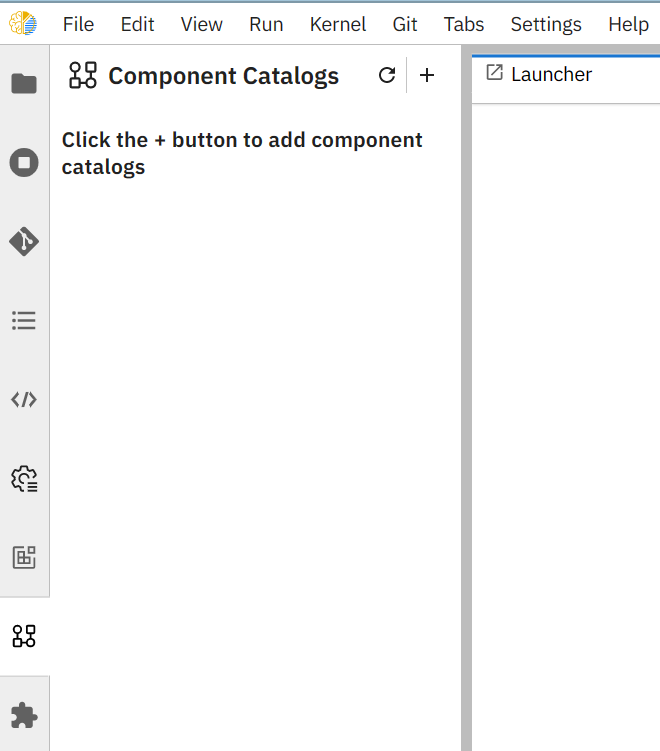 File Edit View Run Kernel Git Tabs Settings Help
Component Catalogs
Launcher
Click the + button to add component
catalogs